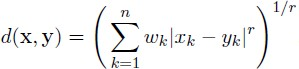 d(x, y) = ( ∑_{k=1}^{n} w_k |x_k − y_k|^r )^{1/r}